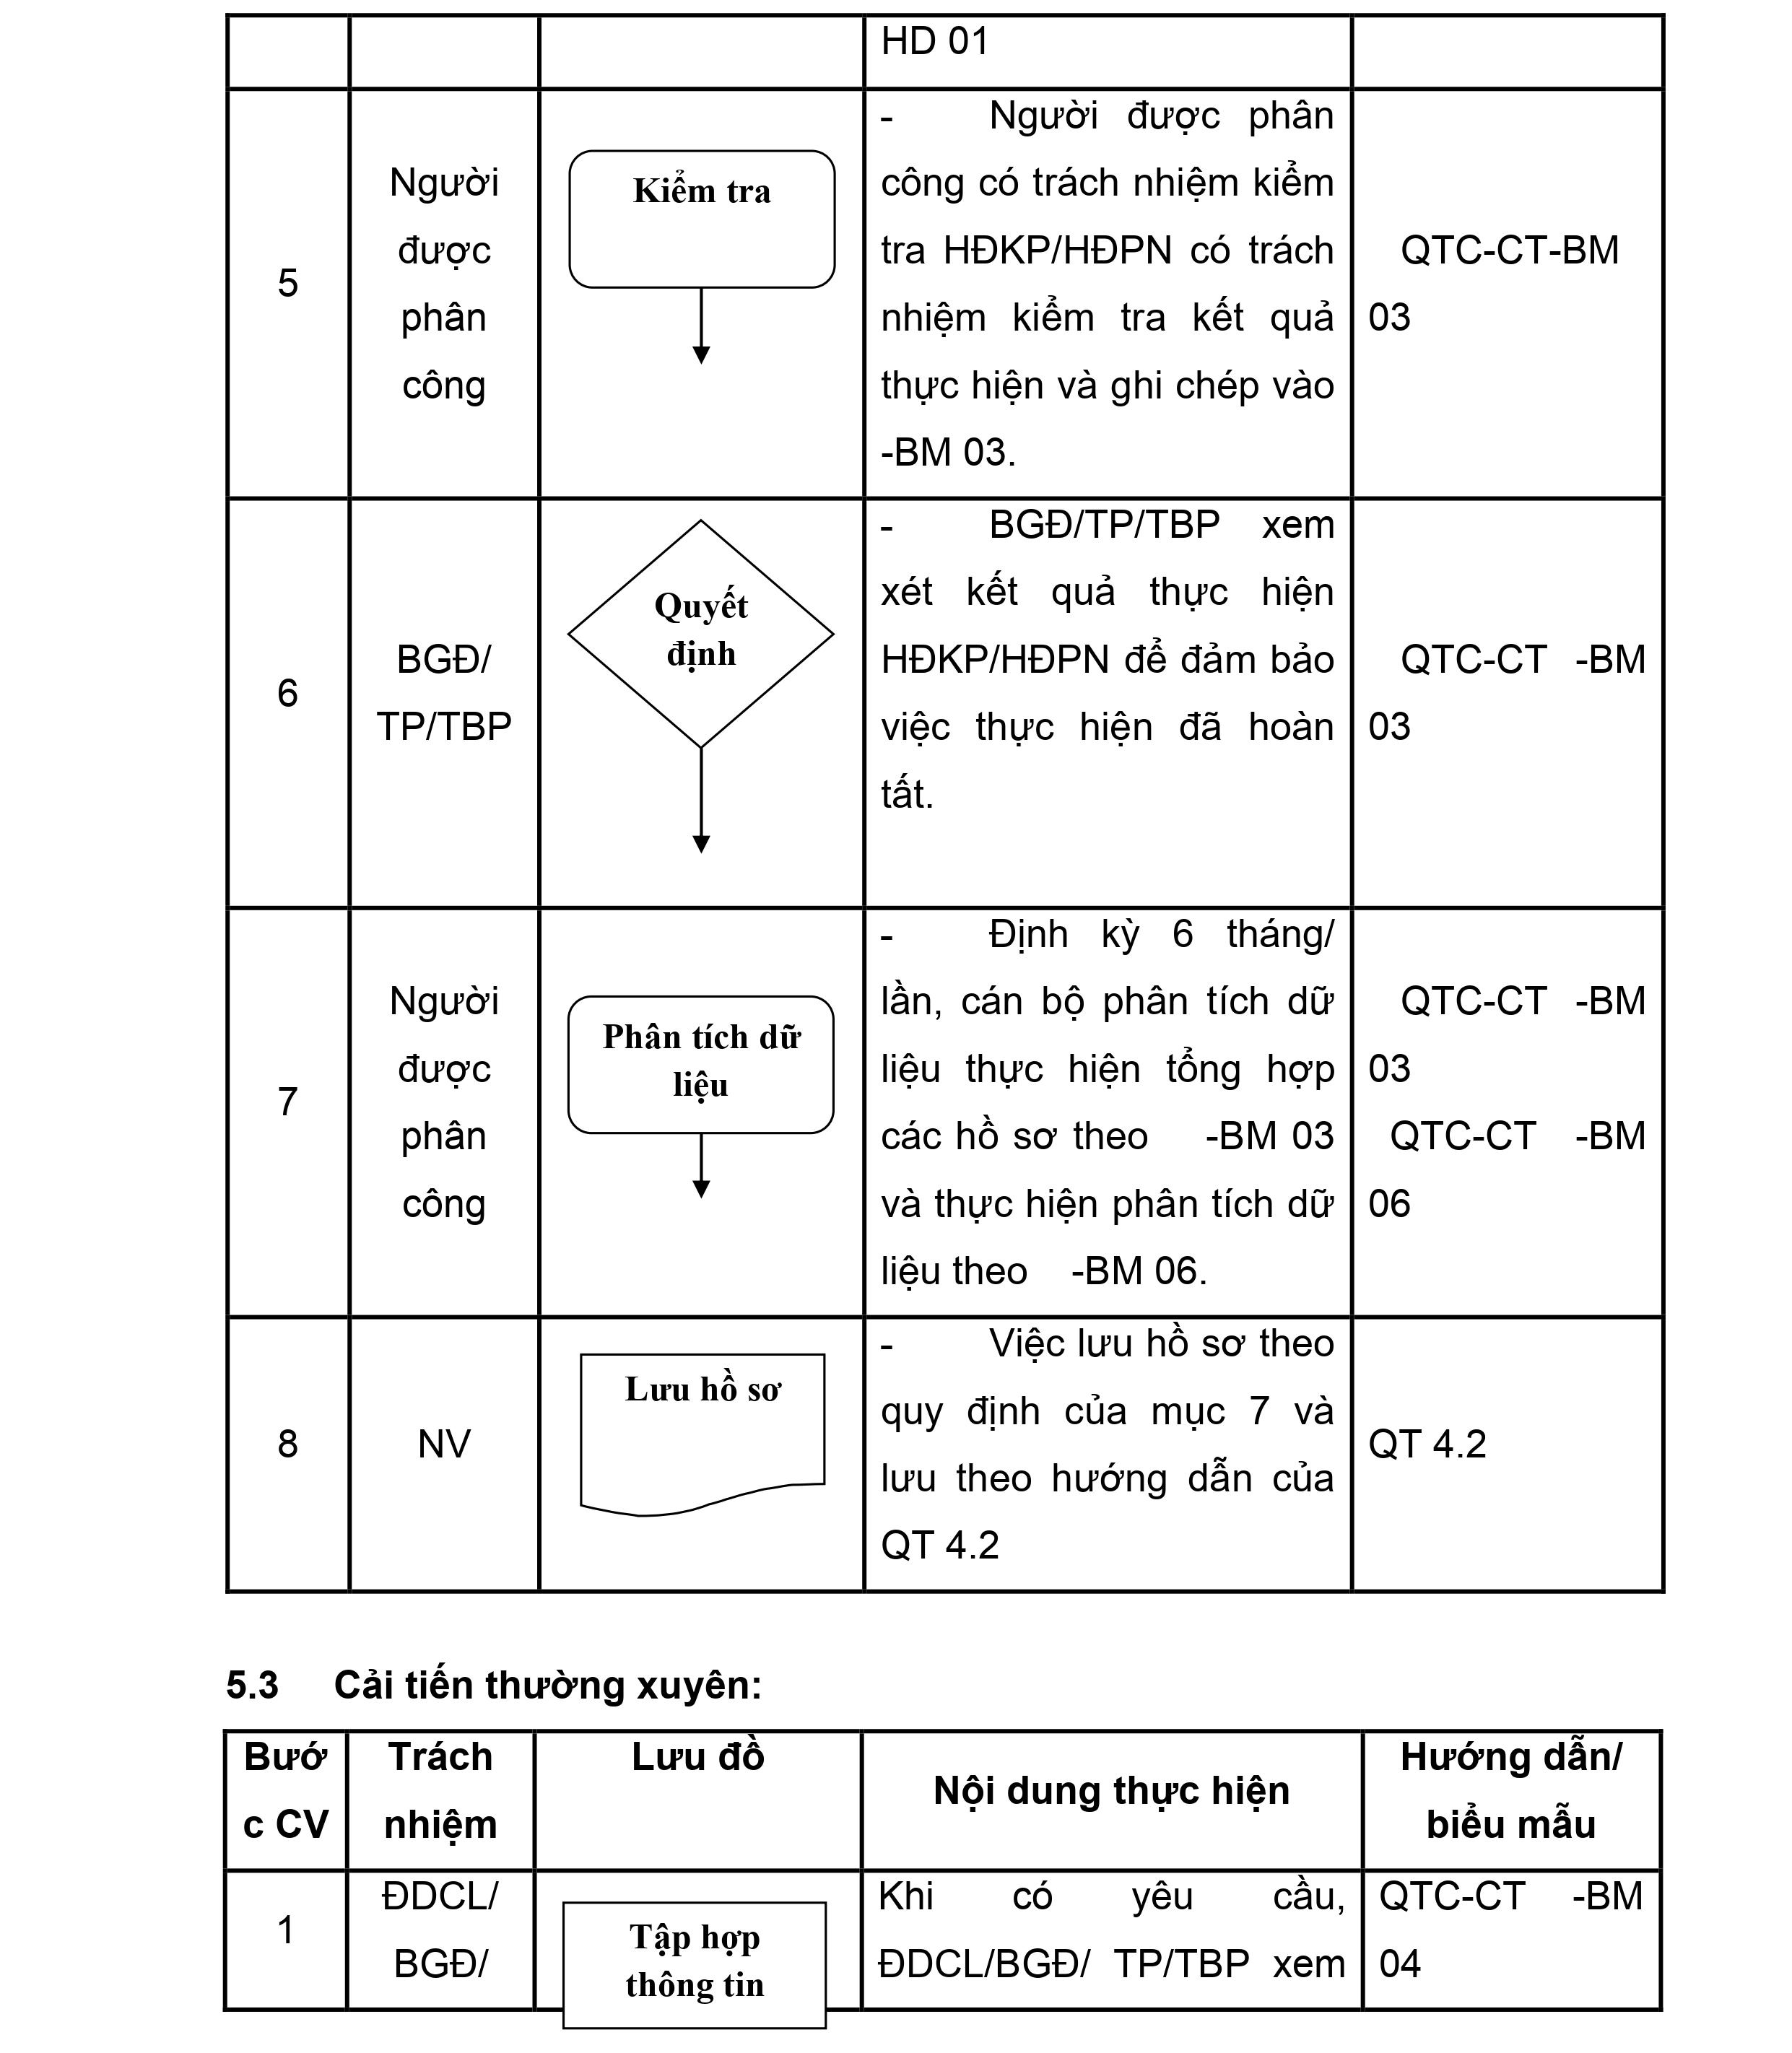 HD 01
5
Người
được
phân
công
Kiểm tra
- Người được phân
công có trách nhiệm kiểm
tra HĐKP/HĐPN có trách
nhiệm kiểm tra kết quả
thực hiện và ghi chép vào
-BM 03.
QTC-CT-BM
03
6
BGĐ/
TP/TBP
Quyết
định
- BGĐ/TP/TBP xem
xét kết quả thực hiện
HĐKP/HĐPN để đảm bảo
việc thực hiện đã hoàn
tất.
QTC-CT -BM
03
7
Người
được
phân
công
Phân tích dữ
liệu
- Định kỳ 6 tháng/
lần, cán bộ phân tích dữ
liệu thực hiện tổng hợp
các hồ sơ theo -BM 03
và thực hiện phân tích dữ
liệu theo -BM 06.
QTC-CT -BM
03
QTC-CT -BM
06
8
NV
Lưu hồ sơ
- Việc lưu hồ sơ theo
quy định của mục 7 và
lưu theo hướng dẫn của
QT 4.2
QT 4.2
5.3 Cải tiến thường xuyên:
Bướ
c CV
Trách
nhiệm
Lưu đồ
Nội dung thực hiện
Hướng dẫn/
biểu mẫu
1
ĐDCL/
BGĐ/
Tập hợp
thông tin
Khi có yêu cầu,
ĐDCL/BGĐ/ TP/TBP xem
QTC-CT -BM
04